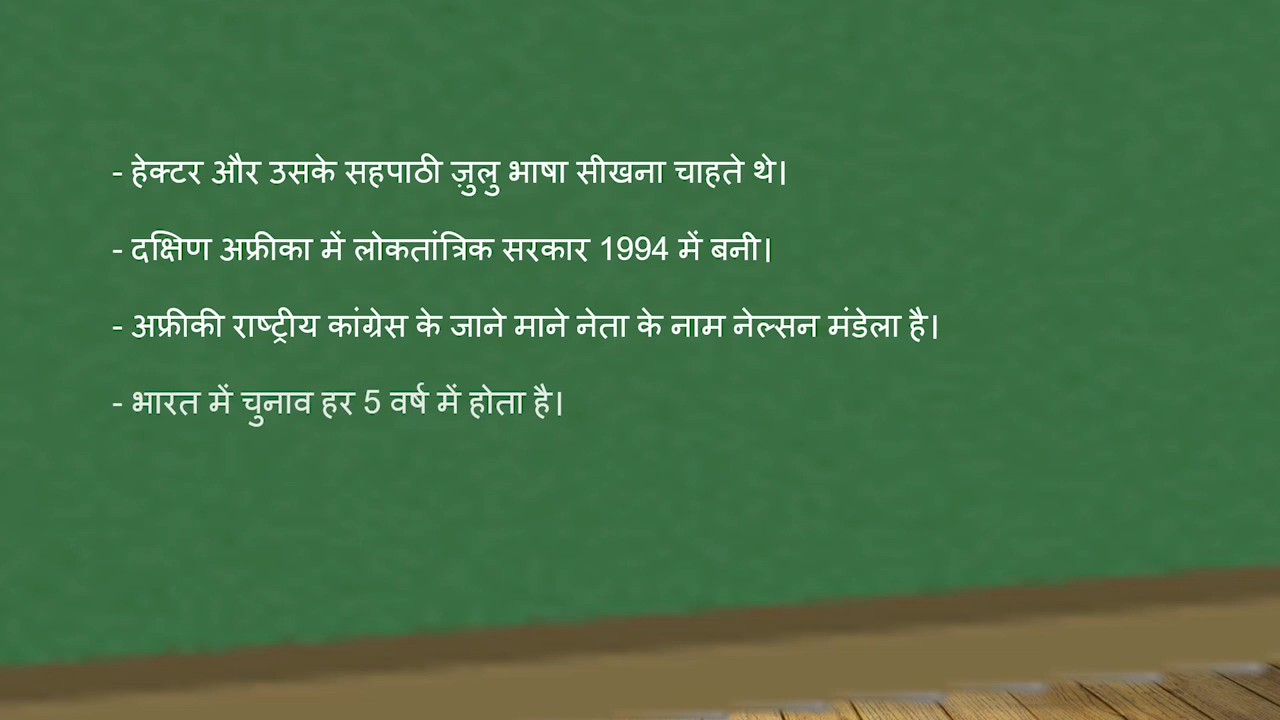 - हेक्टर और उसके सहपाठी ज़ुलु भाषा सीखना चाहते थे।
- दक्षिण अफ्रीका में लोकतांत्रिक सरकार 1994 में बनी।
- अफ्रीकी राष्ट्रीय कांग्रेस के जाने माने नेता के नाम नेल्सन मंडेला है।
- भारत में चुनाव हर 5 वर्ष में होता है।